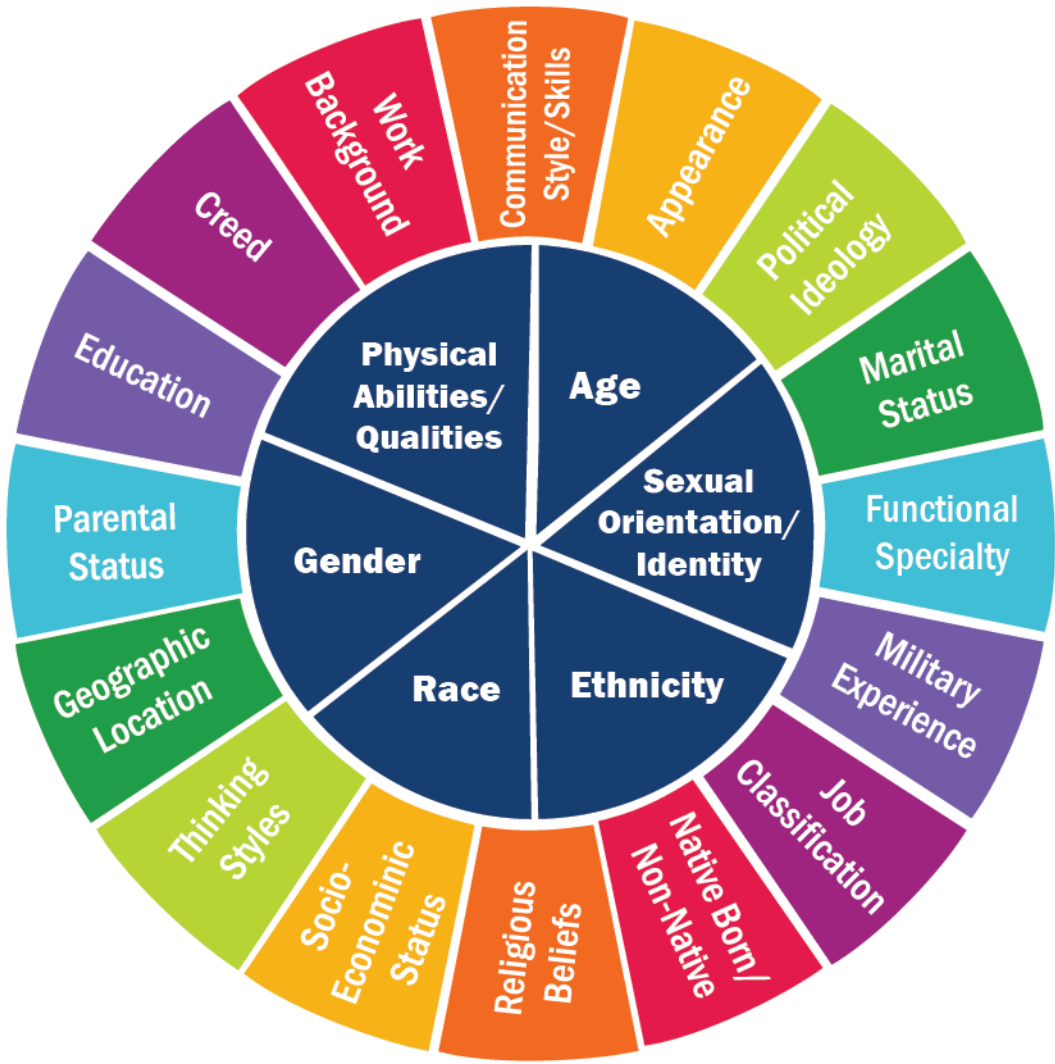 Communication
Style/Skills
Appearance
Political
Ideology
Marital
Status
Functional
Specialty
Military
Experience
Job
Classification
Native Born/
Non-Native
Religious
Beliefs
Socio-
Economic
Status
Thinking
Styles
Geographic
Location
Parental
Status
Education
Creed
Work
Background
Age
Sexual
Orientation/
Identity
Ethnicity
Race
Gender
Physical
Abilities/
Qualities